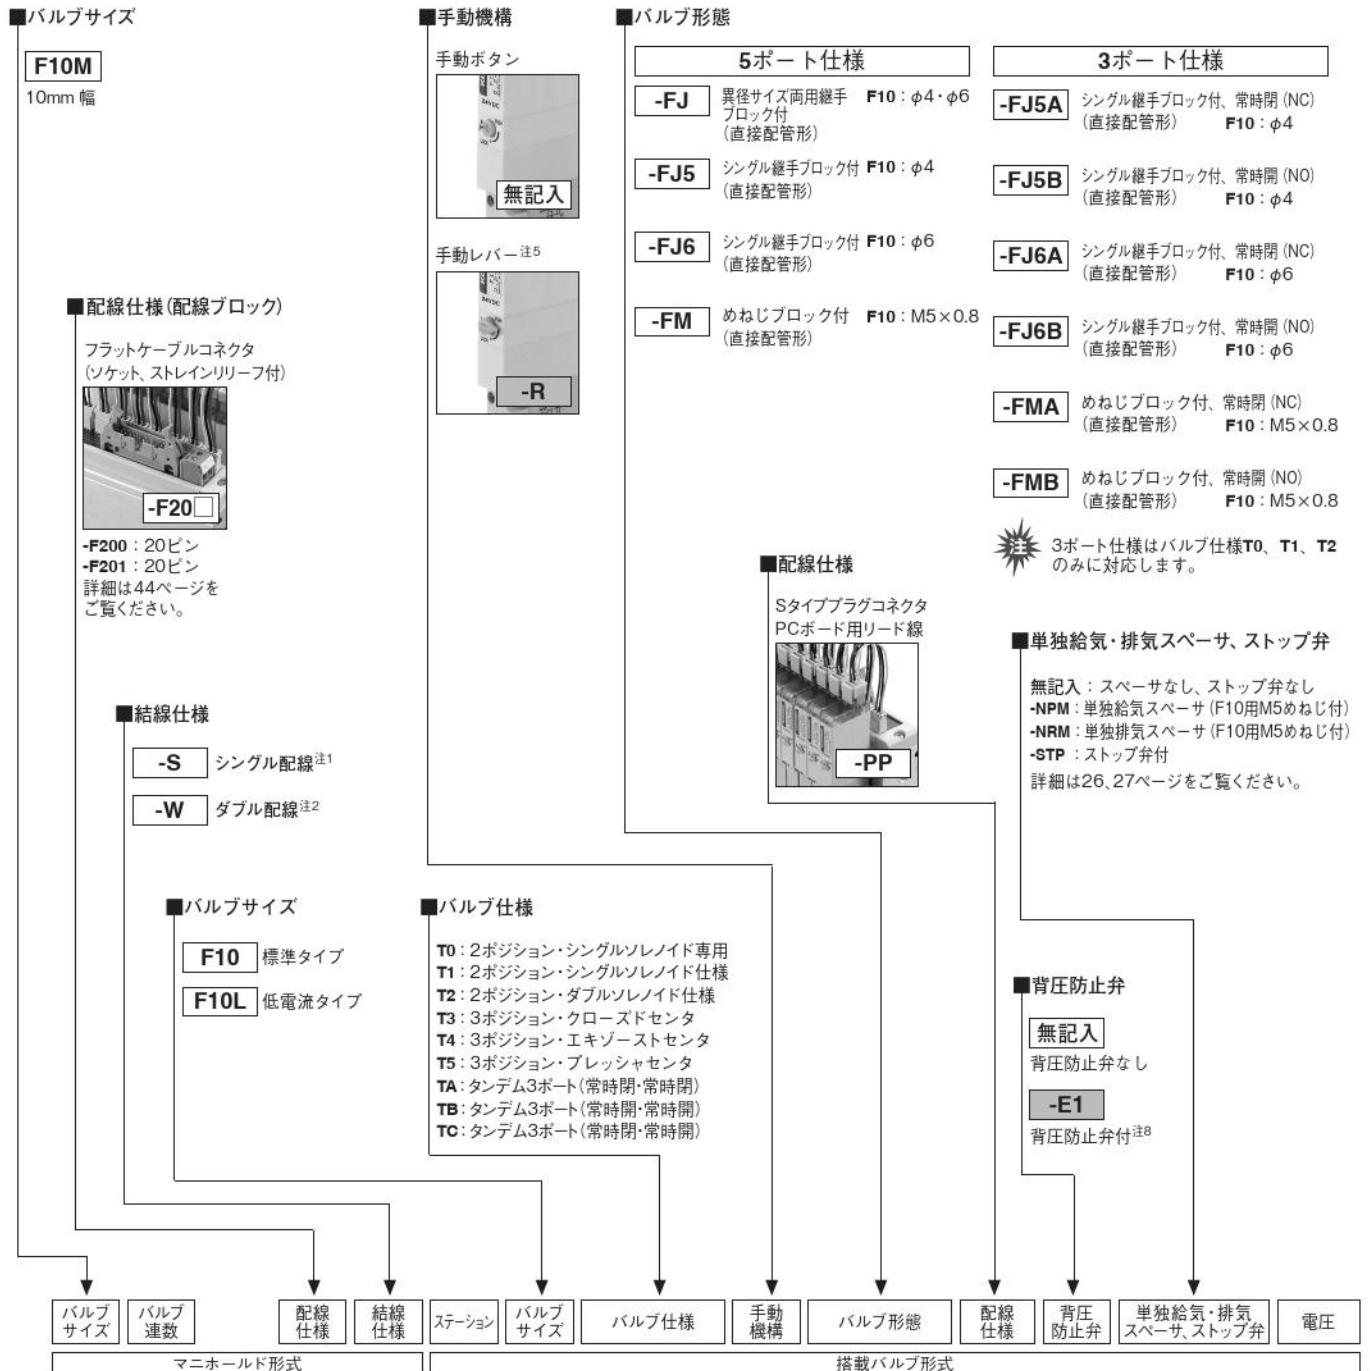 ■バルブサイズ
F10M
10mm 幅
■配線仕様(配線ブロック)
フラットケーブルコネクタ
(ソケット、ストレインリリーフ付)
-F20□
-F200：20ピン
-F201：20ピン
詳細は44ページを
ご覧ください。
■結線仕様
-S シングル配線注1
-W ダブル配線注2
■バルブサイズ
F10 標準タイプ
F10L 低電流タイプ
■手動機構
手動ボタン
無記入
手動レバー注5
-R
■バルブ仕様
T0：2ポジション・シングルソレノイド専用
T1：2ポジション・シングルソレノイド仕様
T2：2ポジション・ダブルソレノイド仕様
T3：3ポジション・クローズドセンタ
T4：3ポジション・エキゾーストセンタ
T5：3ポジション・プレッシャセンタ
TA：タンデム3ポート(常時閉・常時閉)
TB：タンデム3ポート(常時開・常時開)
TC：タンデム3ポート(常時閉・常時開)
■バルブ形態
5ポート仕様
-FJ 異径サイズ両用継手 F10：φ4・φ6
ブロック付
(直接配管形)
-FJ5 シングル継手ブロック付 F10：φ4
(直接配管形)
-FJ6 シングル継手ブロック付 F10：φ6
(直接配管形)
-FM めねじブロック付 F10：M5×0.8
(直接配管形)
3ポート仕様
-FJ5A シングル継手ブロック付、常時閉(NC)
(直接配管形) F10：φ4
-FJ5B シングル継手ブロック付、常時開(NO)
(直接配管形) F10：φ4
-FJ6A シングル継手ブロック付、常時閉(NC)
(直接配管形) F10：φ6
-FJ6B シングル継手ブロック付、常時開(NO)
(直接配管形) F10：φ6
-FMA めねじブロック付、常時閉(NC)
(直接配管形) F10：M5×0.8
-FMB めねじブロック付、常時開(NO)
(直接配管形) F10：M5×0.8
注 3ポート仕様はバルブ仕様T0、T1、T2
のみに対応します。
■配線仕様
Sタイププラグコネクタ
PCボード用リード線
-PP
■単独給気・排気スペーサ、ストップ弁
無記入：スペーサなし、ストップ弁なし
-NPM：単独給気スペーサ(F10用M5めねじ付)
-NRM：単独排気スペーサ(F10用M5めねじ付)
-STP：ストップ弁付
詳細は26、27ページをご覧ください。
■背圧防止弁
無記入
背圧防止弁なし
-E1
背圧防止弁付注8
バルブ
サイズ
バルブ
連数
配線
仕様
結線
仕様
ステーション
バルブ
サイズ
バルブ仕様
手動
機構
バルブ形態
配線
仕様
背圧
防止弁
単独給気・排気
スペーサ、ストップ弁
電圧
マニホールド形式
搭載バルブ形式